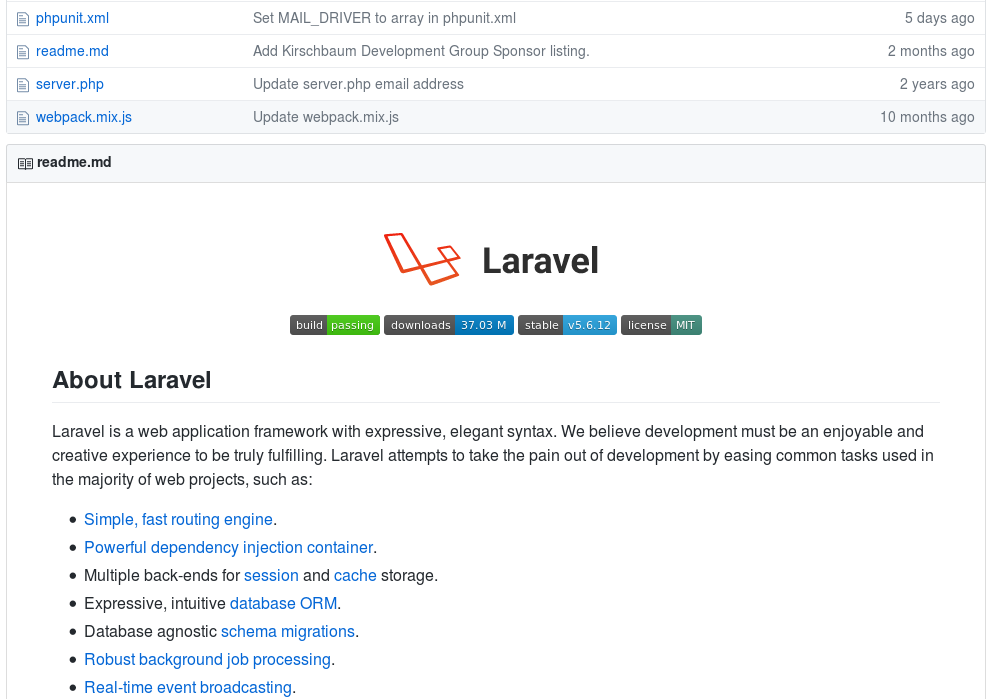 phpunit.xml Set MAIL_DRIVER to array in phpunit.xml 5 days ago
readme.md Add Kirschbaum Development Group Sponsor listing. 2 months ago
server.php Update server.php email address 2 years ago
webpack.mix.js Update webpack.mix.js 10 months ago
readme.md
Laravel
build passing downloads 37.03 M stable v5.6.12 license MIT
About Laravel
Laravel is a web application framework with expressive, elegant syntax. We believe development must be an enjoyable and
creative experience to be truly fulfilling. Laravel attempts to take the pain out of development by easing common tasks used in
the majority of web projects, such as:
• Simple, fast routing engine.
• Powerful dependency injection container.
• Multiple back-ends for session and cache storage.
• Expressive, intuitive database ORM.
• Database agnostic schema migrations.
• Robust background job processing.
• Real-time event broadcasting.